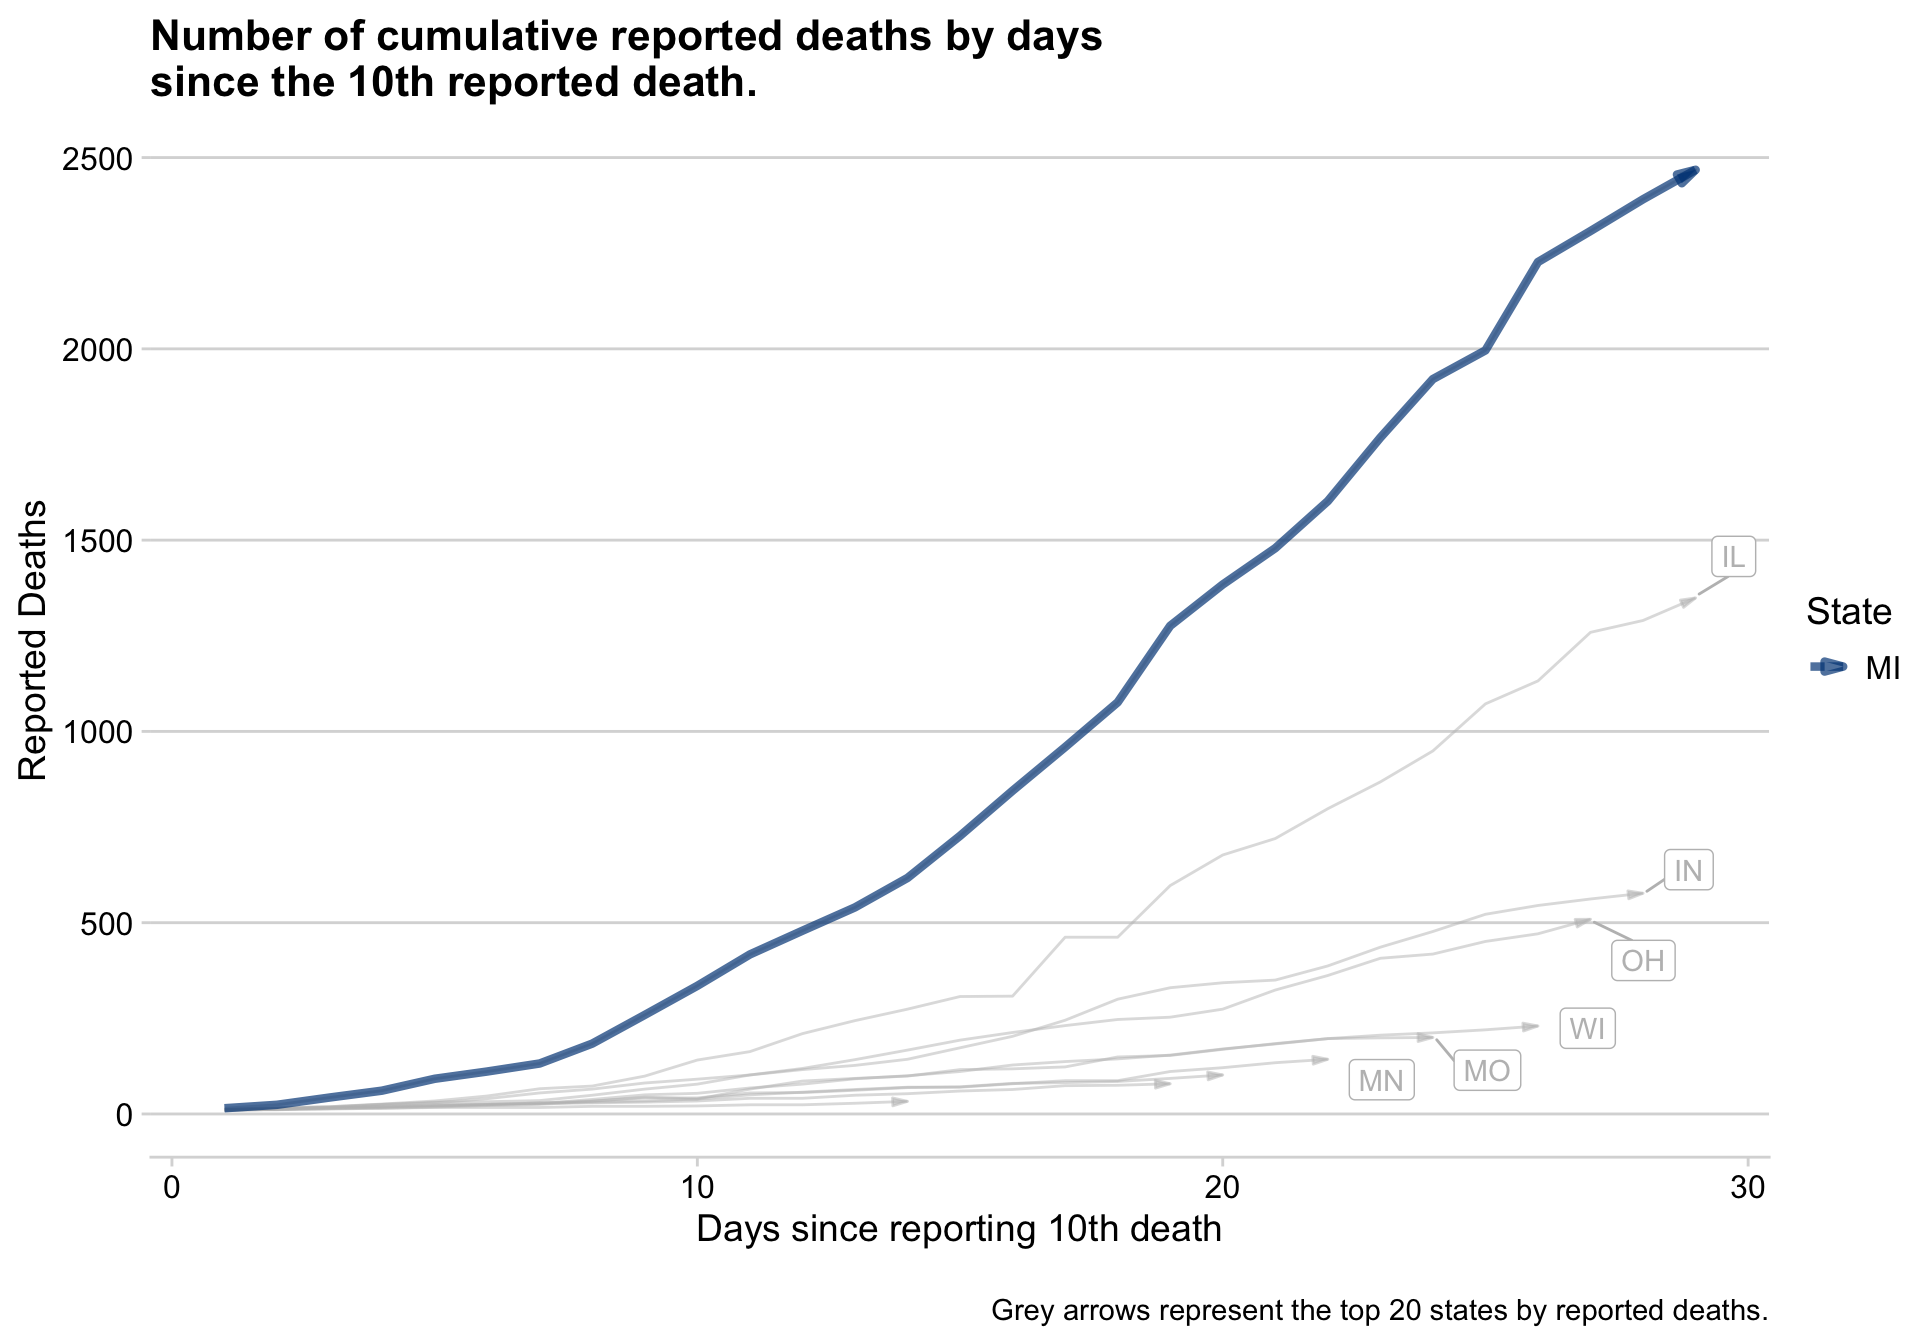 Number of cumulative reported deaths by days
since the 10th reported death.
2500
2000
1500
1000
500
0
Reported Deaths
IL
IN
OH
WI
MO
MN
State
MI
0 10 20 30
Days since reporting 10th death
Grey arrows represent the top 20 states by reported deaths.